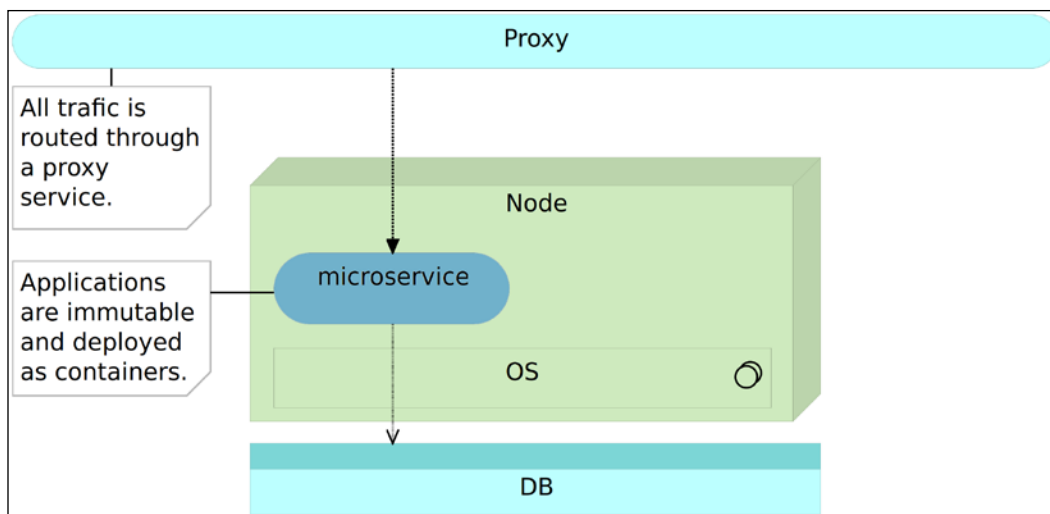 Proxy
All trafic is
routed through
a proxy
service.
Node
microservice
Applications
are immutable
and deployed
as containers.
OS
DB